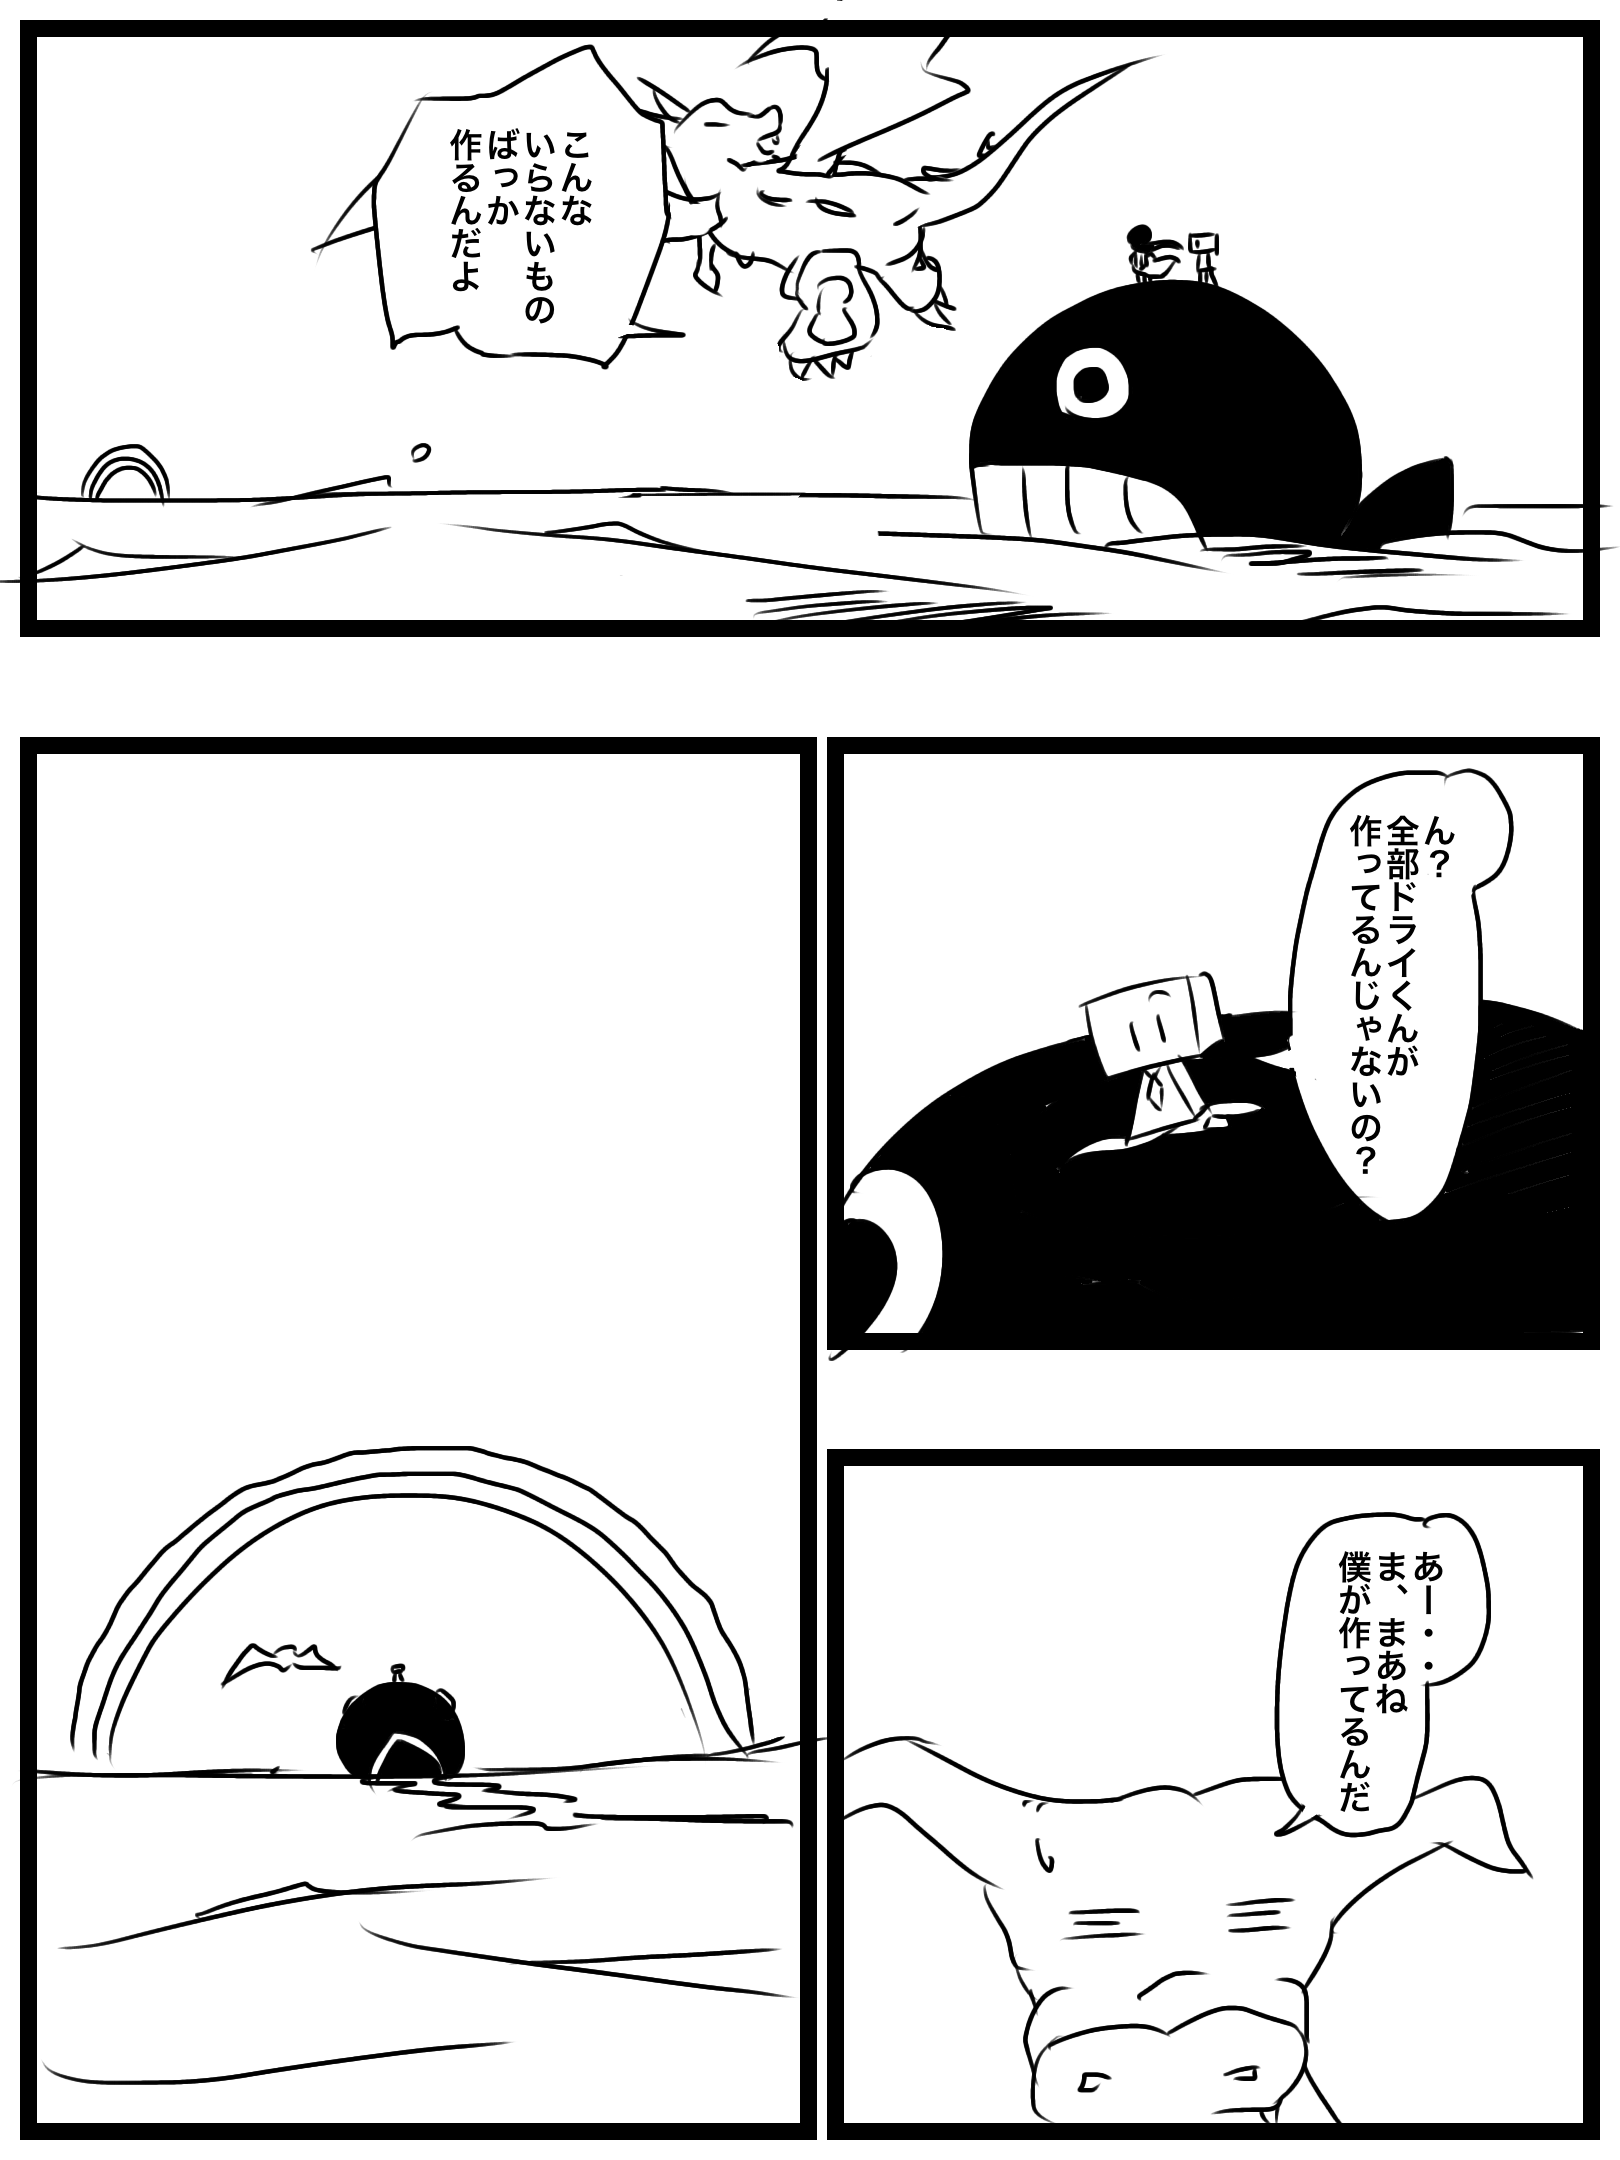 こんな
いらないもの
ばっか
作るんだよ
ん？
全部ドライくんが
作ってるんじゃないの？
あー・・
ま、まあね
僕が作ってるんだ